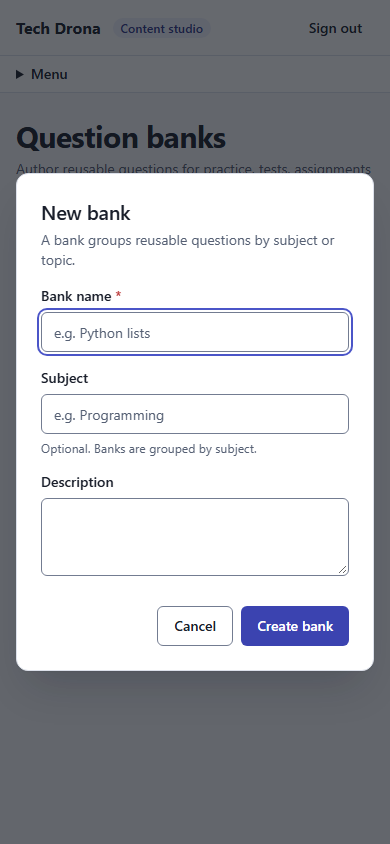 Tech Drona
Content studio
Sign out
Menu
Question banks
Author reusable questions for practice, tests, assignments
New bank
A bank groups reusable questions by subject or
topic.
Bank name *
e.g. Python lists
Subject
e.g. Programming
Optional. Banks are grouped by subject.
Description
Cancel
Create bank